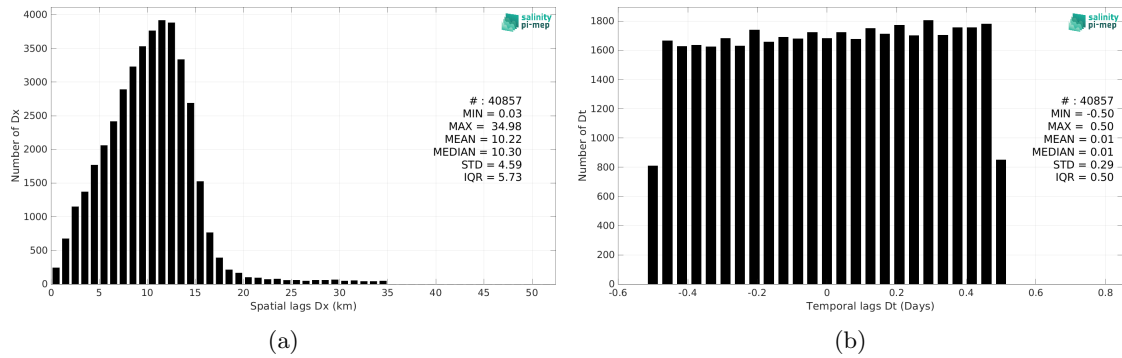 salinity
pi-mep
4000
3500
3000
2500
2000
1500
1000
500
0
Number of Dx
# : 40857
MIN = 0.03
MAX = 34.98
MEAN = 10.22
MEDIAN = 10.30
STD = 4.59
IQR = 5.73
0 5 10 15 20 25 30 35 40 45 50
Spatial lags Dx (km)
(a)
salinity
pi-mep
1800
1600
1400
1200
1000
800
600
400
200
0
Number of Dt
# : 40857
MIN = -0.50
MAX = 0.50
MEAN = 0.01
MEDIAN = 0.01
STD = 0.29
IQR = 0.50
-0.6 -0.4 -0.2 0 0.2 0.4 0.6 0.8
Temporal lags Dt (Days)
(b)